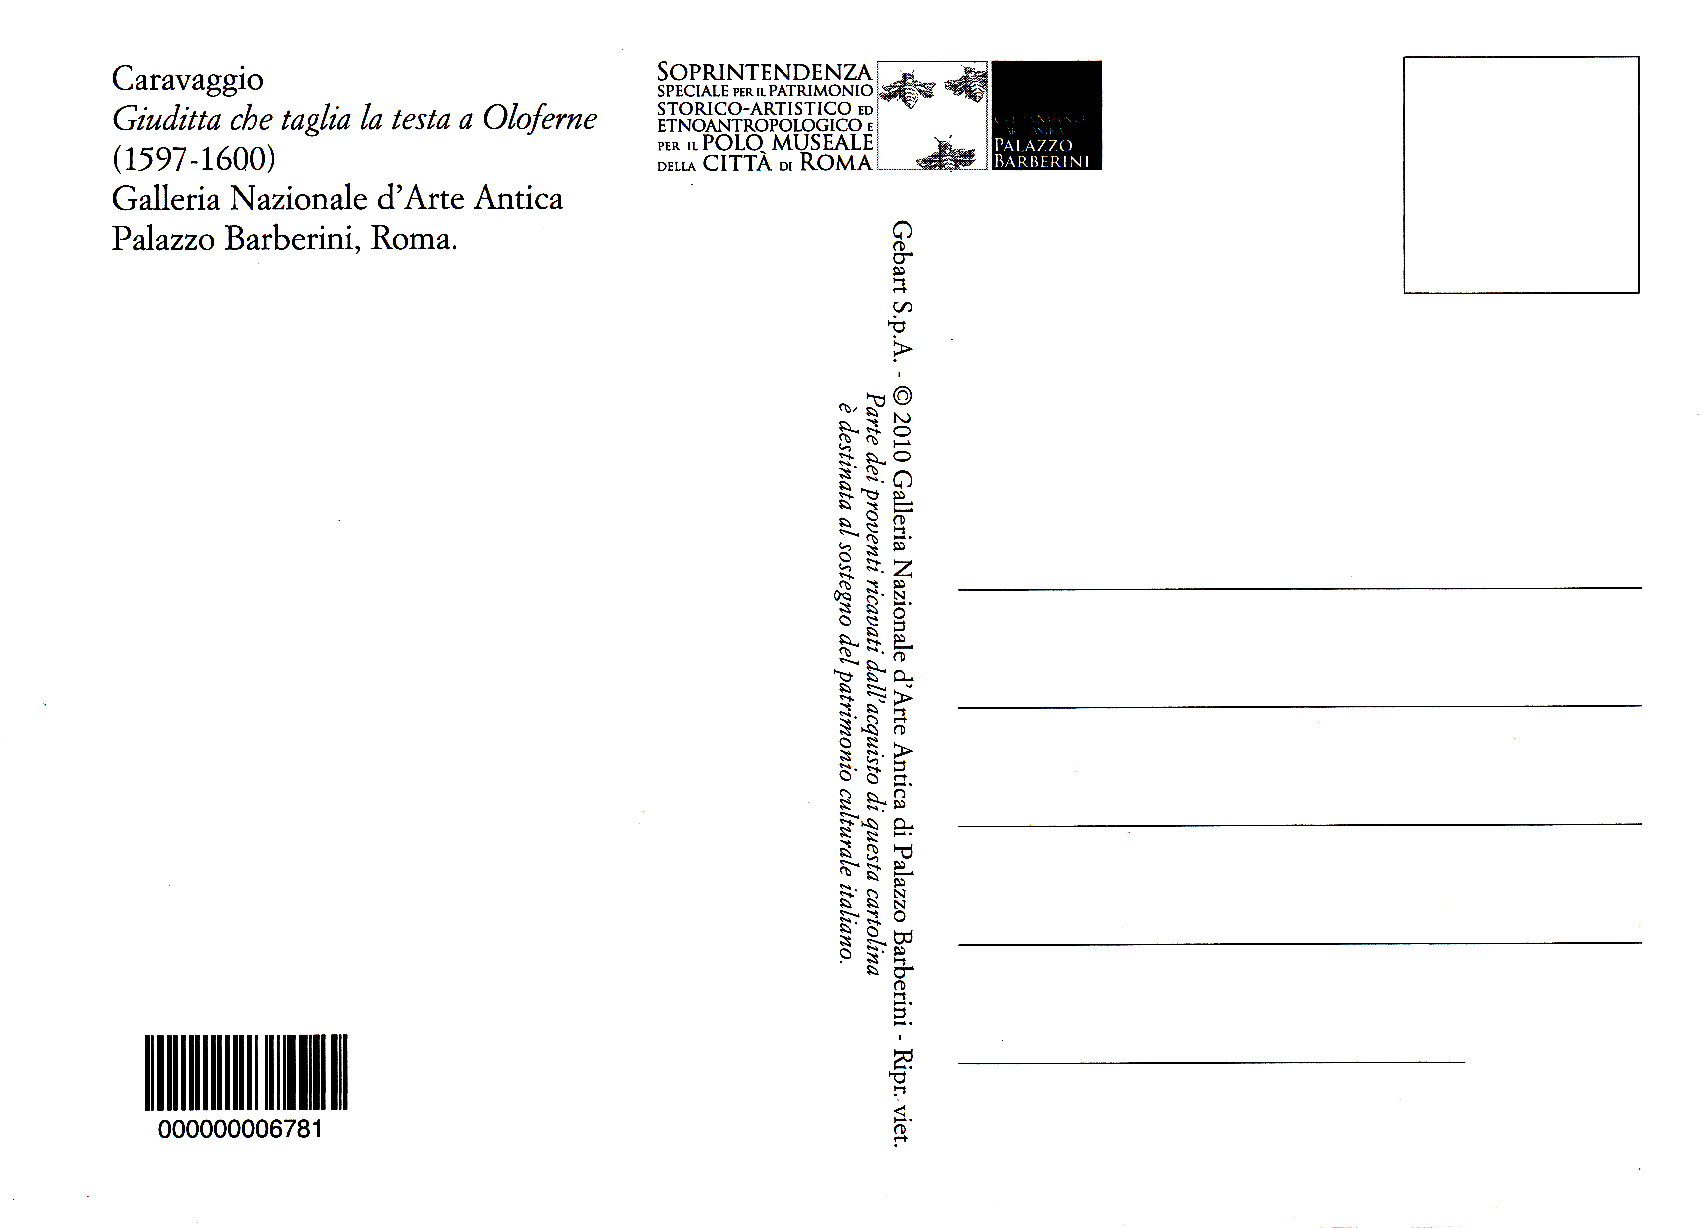 Caravaggio
Giuditta che taglia la testa a Oloferne
(1597-1600)
Galleria Nazionale d'Arte Antica
Palazzo Barberini, Roma.
SOPRINTENDENZA
SPECIALE PER IL PATRIMONIO
STORICO-ARTISTICO ED
ETNOANTROPOLOGICO E
PER IL POLO MUSEALE
DELLA CITTÀ DI ROMA
PALAZZO
BARBERINI
Gebart S.p.A. - © 2010 Galleria Nazionale d'Arte Antica di Palazzo Barberini - Ripr. viet.
Parte dei proventi ricavati dall'acquisto di questa cartolina
è destinata al sostegno del patrimonio culturale italiano.
000000006781